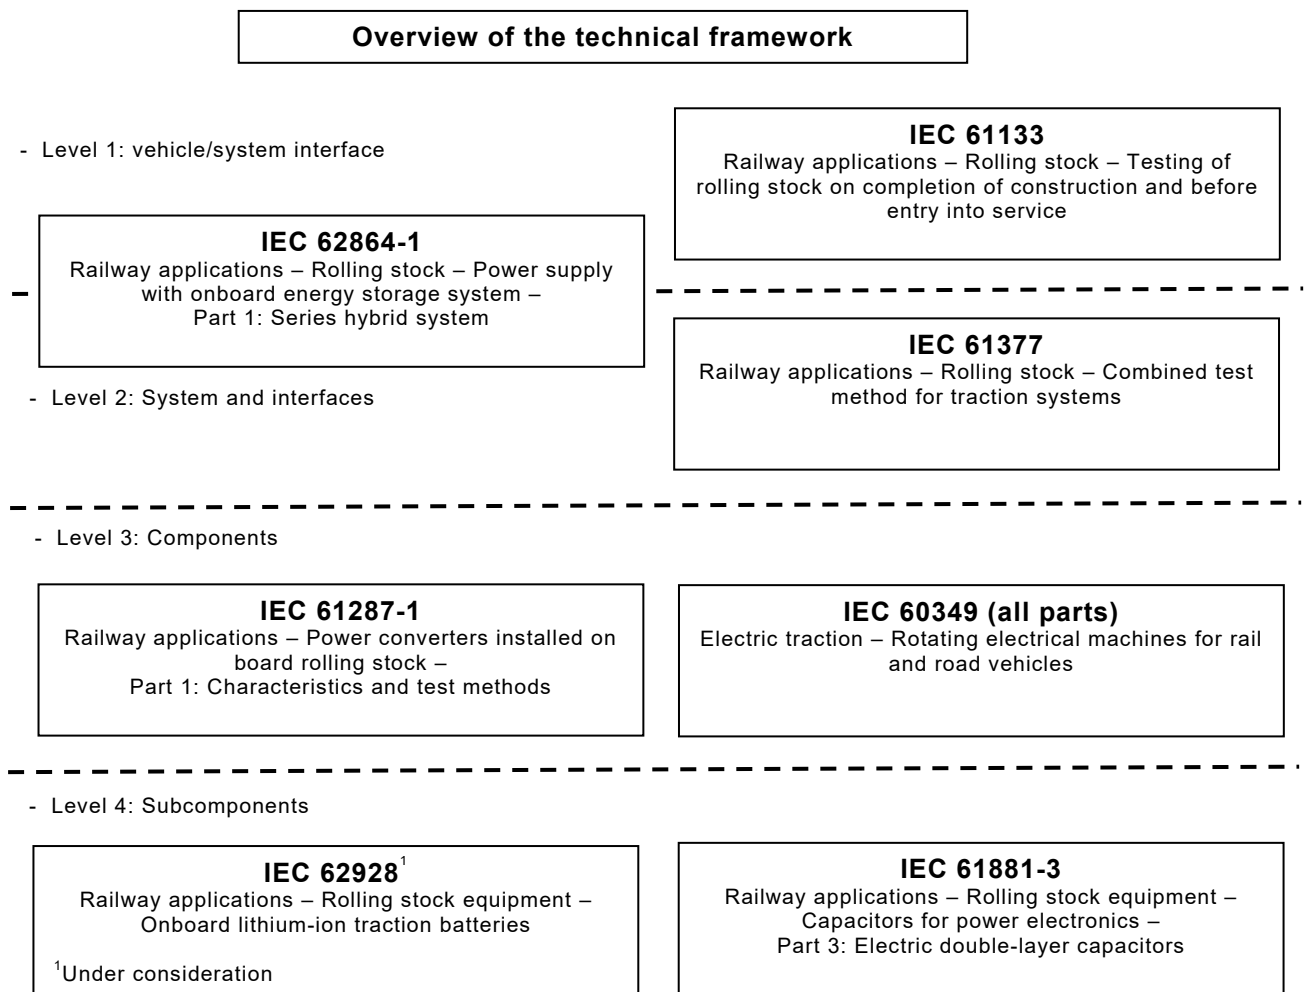 Overview of the technical framework
- Level 1: vehicle/system interface
IEC 61133
Railway applications – Rolling stock – Testing of
rolling stock on completion of construction and before
entry into service
IEC 62864-1
Railway applications – Rolling stock – Power supply
with onboard energy storage system –
Part 1: Series hybrid system
IEC 61377
Railway applications – Rolling stock – Combined test
method for traction systems
- Level 2: System and interfaces
- Level 3: Components
IEC 61287-1
Railway applications – Power converters installed on
board rolling stock –
Part 1: Characteristics and test methods
IEC 60349 (all parts)
Electric traction – Rotating electrical machines for rail
and road vehicles
- Level 4: Subcomponents
IEC 62928¹
Railway applications – Rolling stock equipment –
Onboard lithium-ion traction batteries
¹Under consideration
IEC 61881-3
Railway applications – Rolling stock equipment –
Capacitors for power electronics –
Part 3: Electric double-layer capacitors